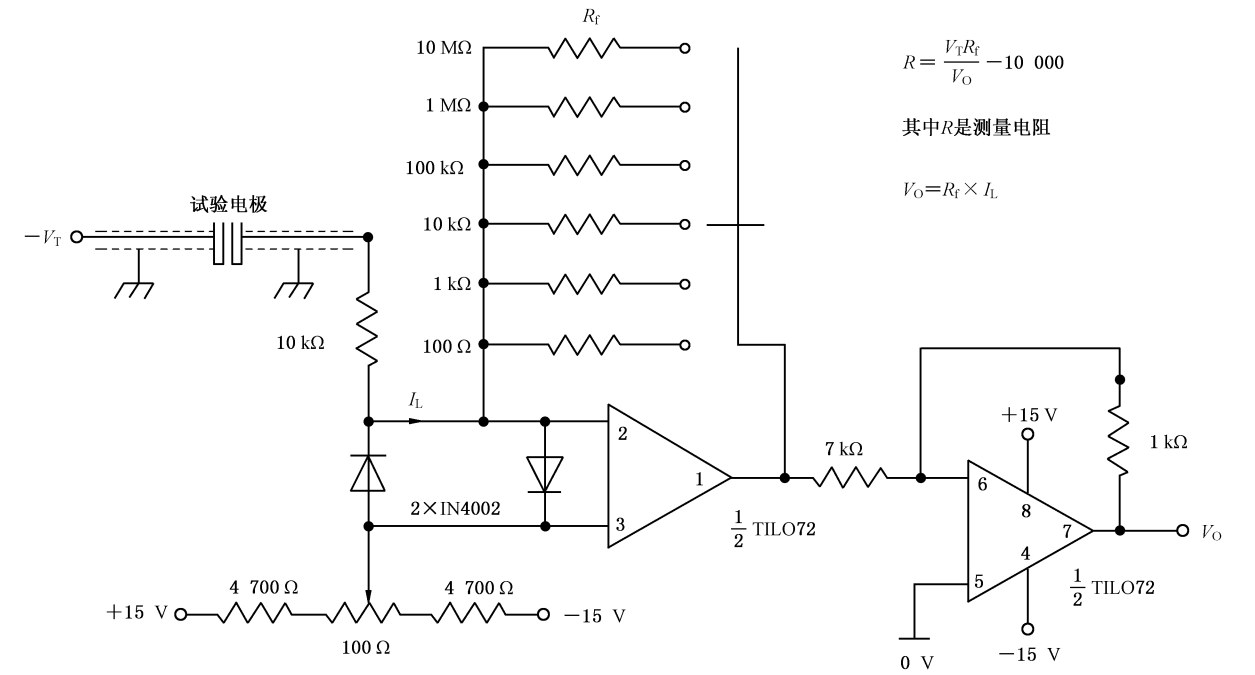 R_f
10 MΩ
1 MΩ
100 kΩ
10 kΩ
1 kΩ
100 Ω
R= V_T R_f / V_O −10 000
其中R是测量电阻
V_O=R_f×I_L
试验电极
−V_T
10 kΩ
I_L
2
3
1
2×IN4002
1/2 TILO72
4 700 Ω
4 700 Ω
+15 V
−15 V
100 Ω
7 kΩ
+15 V
1 kΩ
6
8
7
4
5
V_O
1/2 TILO72
0 V
−15 V